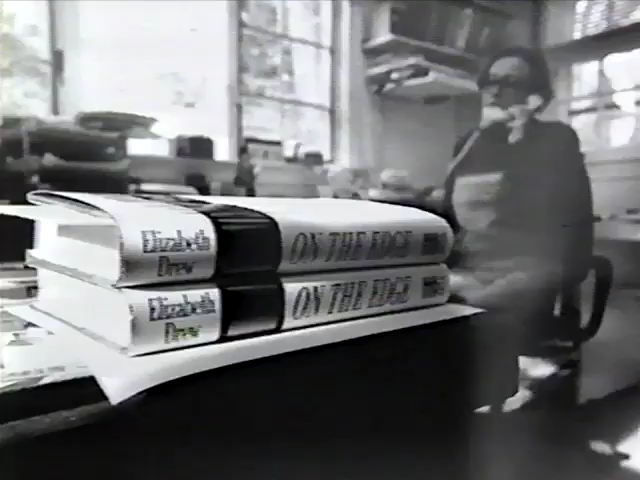 Elizabeth
Drew
ON THE EDGE
Elizabeth
Drew
ON THE EDGE